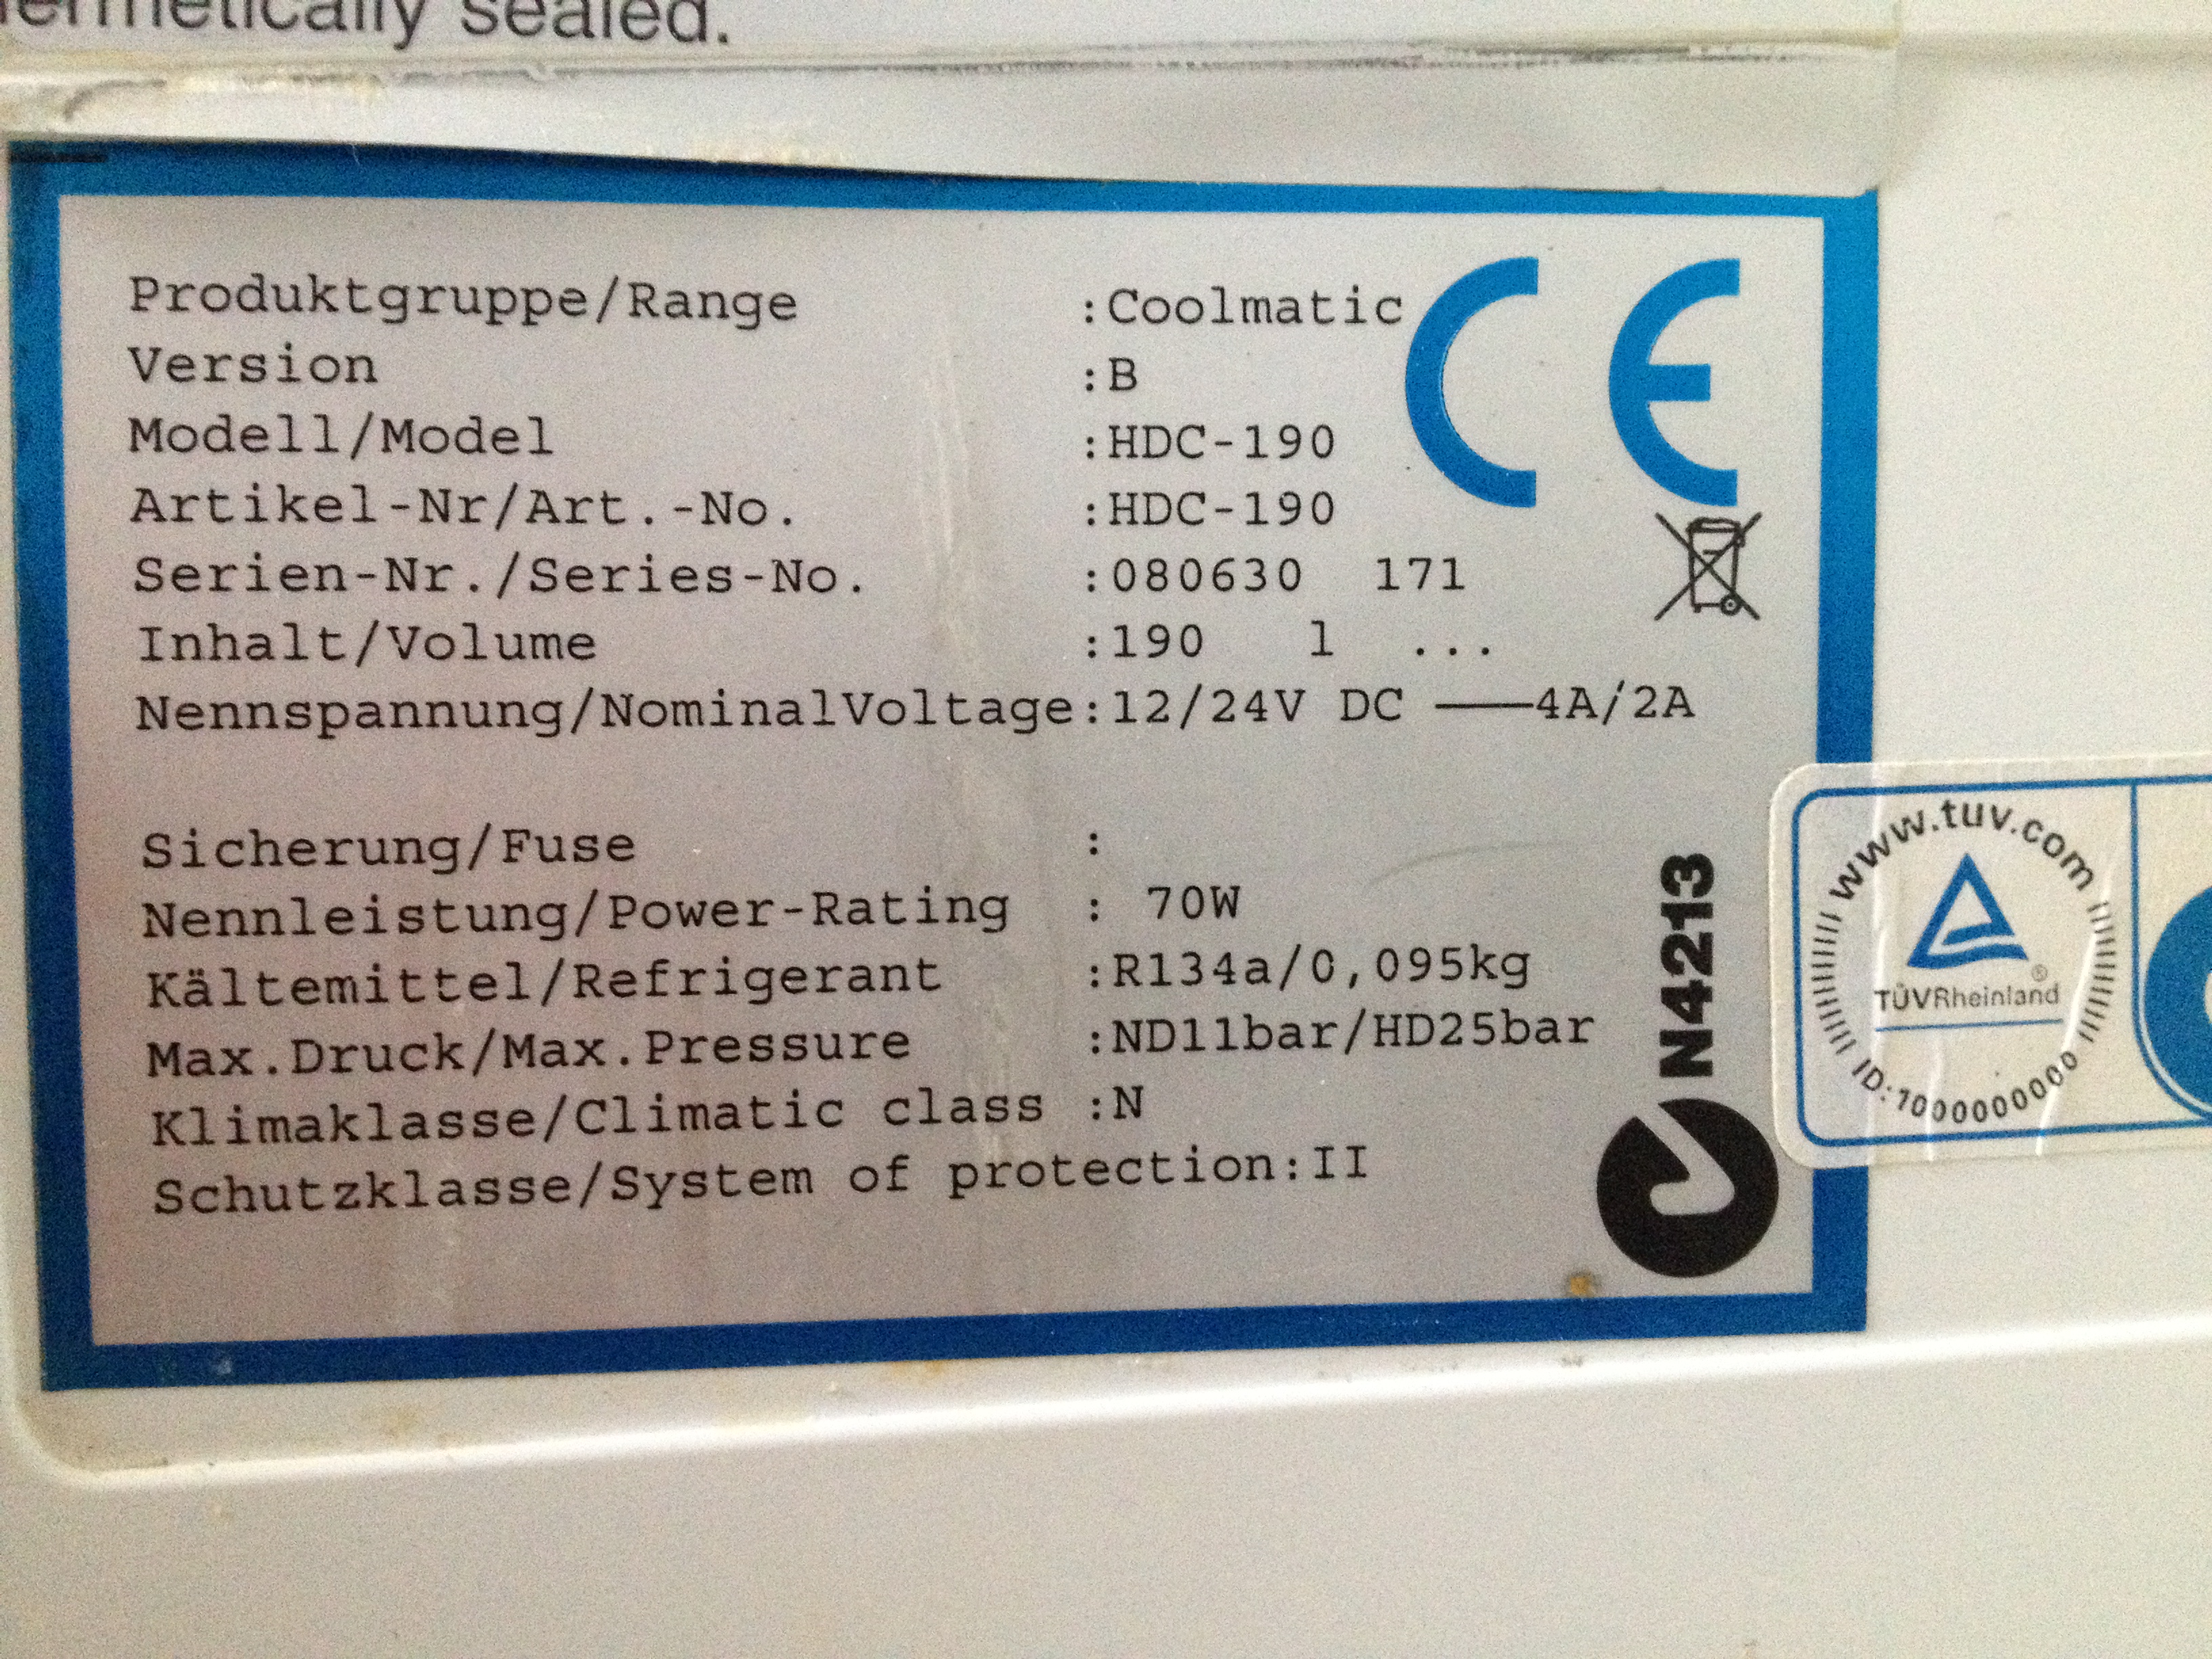 hermetically sealed.
Produktgruppe/Range :Coolmatic
CE
Version :B
Modell/Model :HDC-190
Artikel-Nr/Art.-No. :HDC-190
Serien-Nr./Series-No. :080630 171
Inhalt/Volume :190 l ...
Nennspannung/NominalVoltage:12/24V DC ——4A/2A
Sicherung/Fuse :
Nennleistung/Power-Rating : 70W
Kältemittel/Refrigerant :R134a/0,095kg
Max.Druck/Max.Pressure :ND11bar/HD25bar
Klimaklasse/Climatic class :N
Schutzklasse/System of protection:II
N4213
www.tuv.com
TÜVRheinland®
ID:1000000000